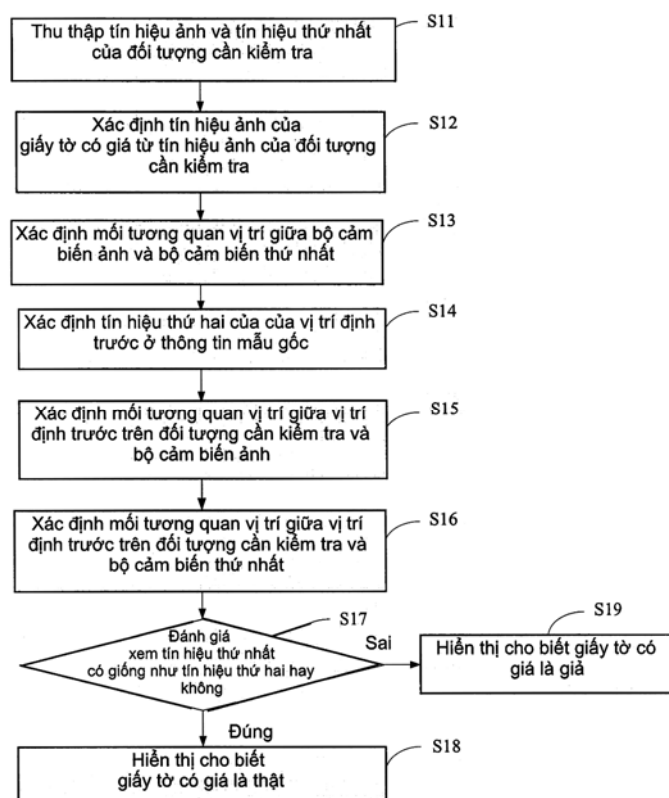 Thu thập tín hiệu ảnh và tín hiệu thứ nhất
của đối tượng cần kiểm tra
S11
Xác định tín hiệu ảnh của
giấy tờ có giá từ tín hiệu ảnh của đối tượng
cần kiểm tra
S12
Xác định mối tương quan vị trí giữa bộ cảm
biến ảnh và bộ cảm biến thứ nhất
S13
Xác định tín hiệu thứ hai của của vị trí định
trước ở thông tin mẫu gốc
S14
Xác định mối tương quan vị trí giữa vị trí
định trước trên đối tượng cần kiểm tra và
bộ cảm biến ảnh
S15
Xác định mối tương quan vị trí giữa vị trí
định trước trên đối tượng cần kiểm tra và
bộ cảm biến thứ nhất
S16
Đánh giá
xem tín hiệu thứ nhất
có giống như tín hiệu thứ hai hay
không
S17
Sai
Hiển thị cho biết giấy tờ có
giá là giả
S19
Đúng
Hiển thị cho biết
giấy tờ có giá là thật
S18